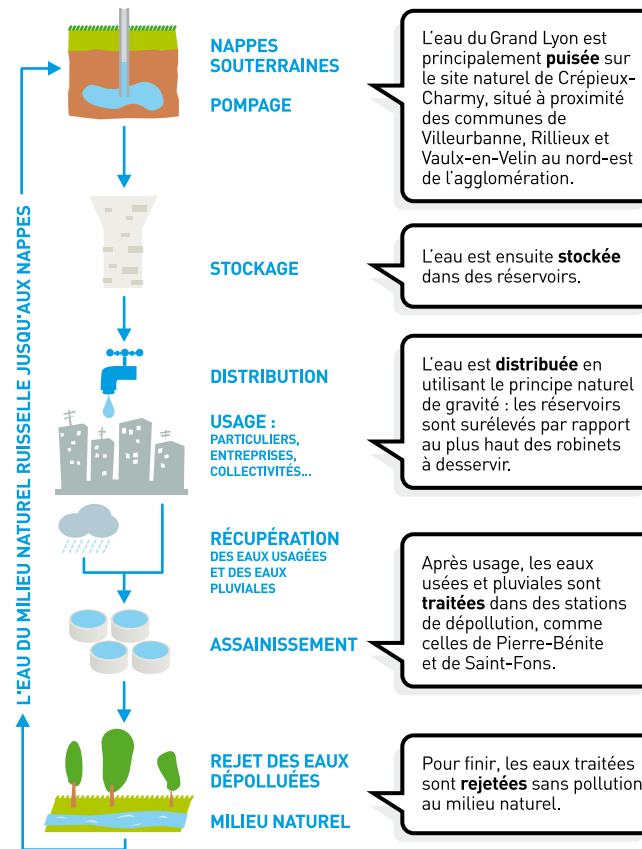 NAPPES
SOUTERRAINES
POMPAGE
L'eau du Grand Lyon est
principalement puisée sur
le site naturel de Crépieux-
Charmy, situé à proximité
des communes de
Villeurbanne, Rillieux et
Vaulx-en-Velin au nord-est
de l'agglomération.
STOCKAGE
L'eau est ensuite stockée
dans des réservoirs.
DISTRIBUTION
USAGE :
PARTICULIERS,
ENTREPRISES,
COLLECTIVITÉS...
L'eau est distribuée en
utilisant le principe naturel
de gravité : les réservoirs
sont surélevés par rapport
au plus haut des robinets
à desservir.
RÉCUPÉRATION
DES EAUX USAGÉES
ET DES EAUX
PLUVIALES
ASSAINISSEMENT
Après usage, les eaux
usées et pluviales sont
traitées dans des stations
de dépollution, comme
celles de Pierre-Bénite
et de Saint-Fons.
REJET DES EAUX
DÉPOLLUÉES
MILIEU NATUREL
Pour finir, les eaux traitées
sont rejetées sans pollution
au milieu naturel.
L'EAU DU MILIEU NATUREL RUISSELLE JUSQU'AUX NAPPES